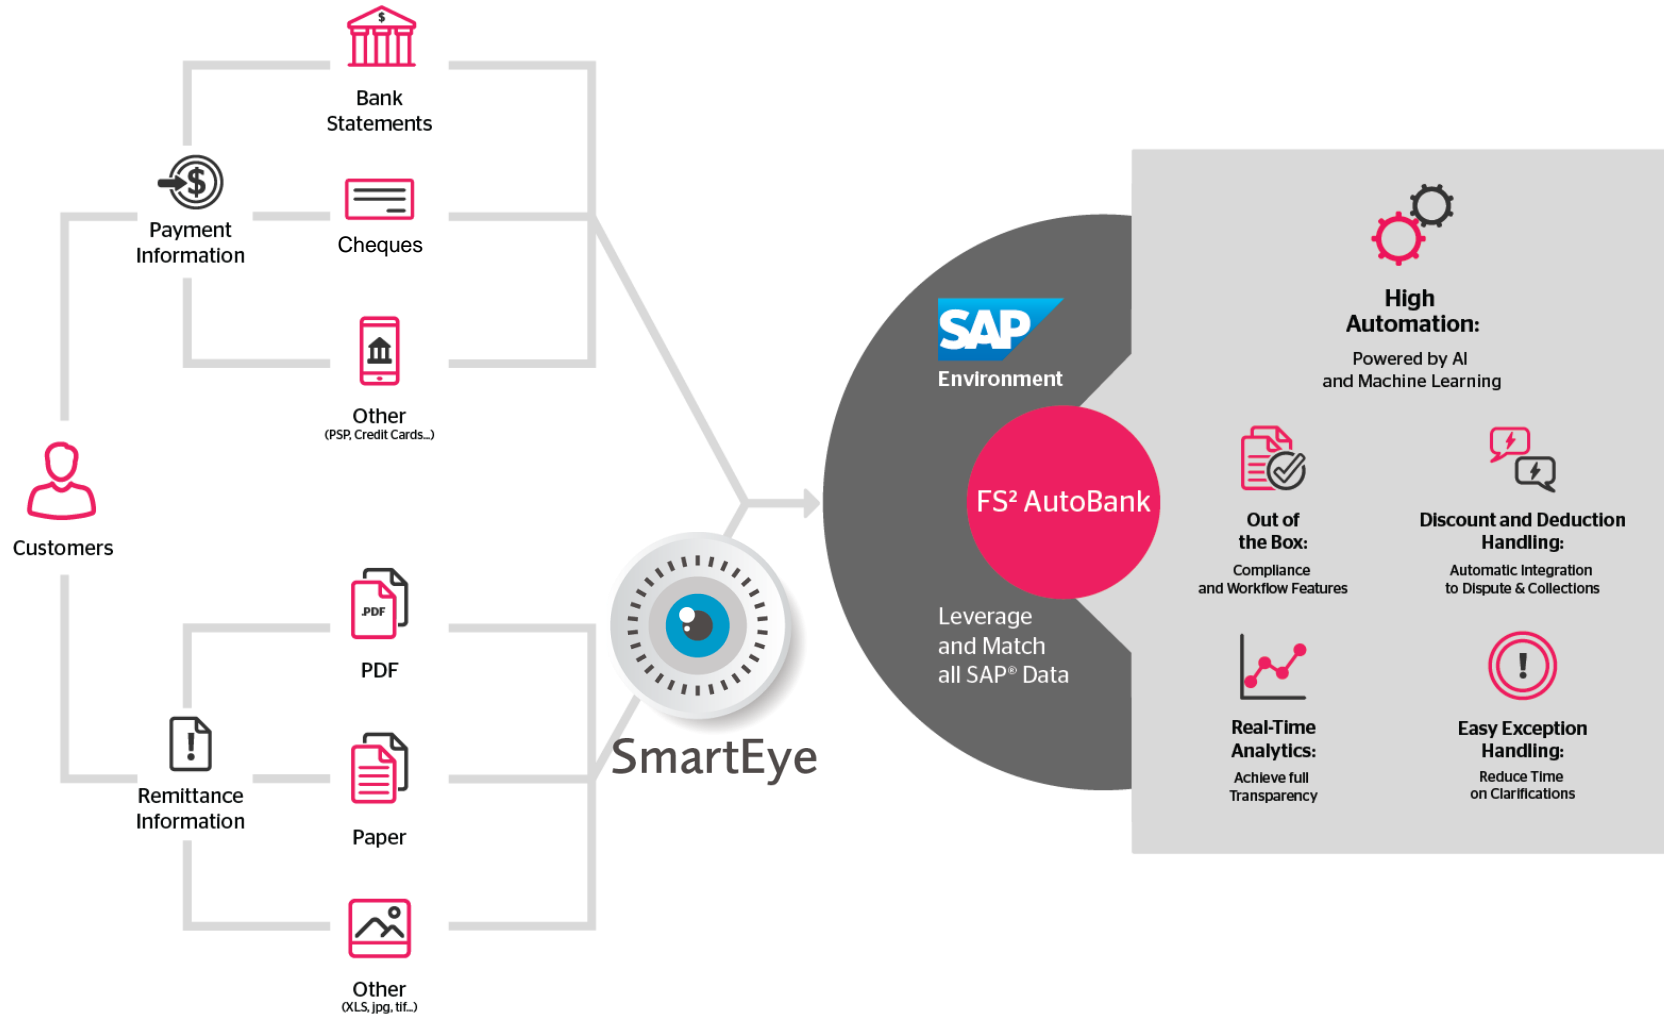 $
Bank
Statements
$
Payment
Information
Cheques
Other
(PSP, Credit Cards...)
Customers
.PDF
PDF
!
Remittance
Information
Paper
Other
(XLS, jpg, tif...)
SmartEye
SAP
Environment
FS² AutoBank
Leverage
and Match
all SAP® Data
High
Automation:
Powered by AI
and Machine Learning
Out of
the Box:
Compliance
and Workflow Features
Discount and Deduction
Handling:
Automatic Integration
to Dispute & Collections
Real-Time
Analytics:
Achieve full
Transparency
!
Easy Exception
Handling:
Reduce Time
on Clarifications